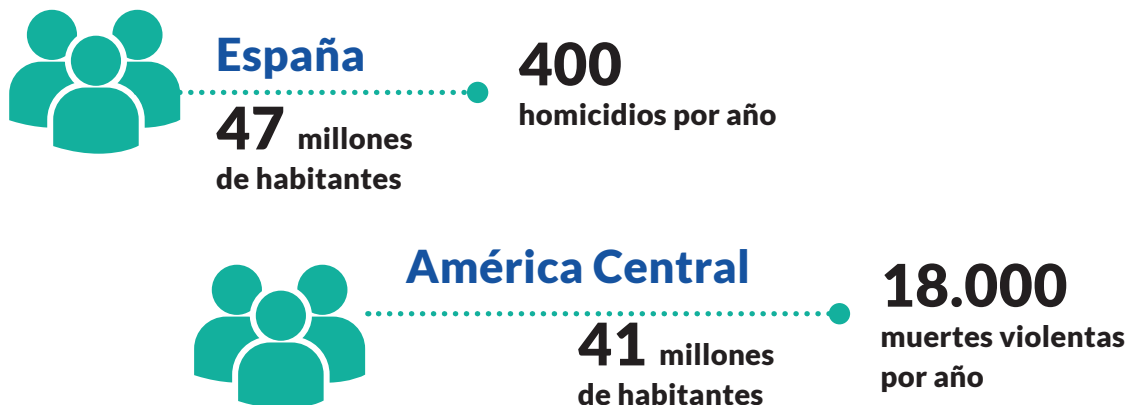 España
400
homicidios por año
47 millones
de habitantes
América Central
18.000
muertes violentas
por año
41 millones
de habitantes